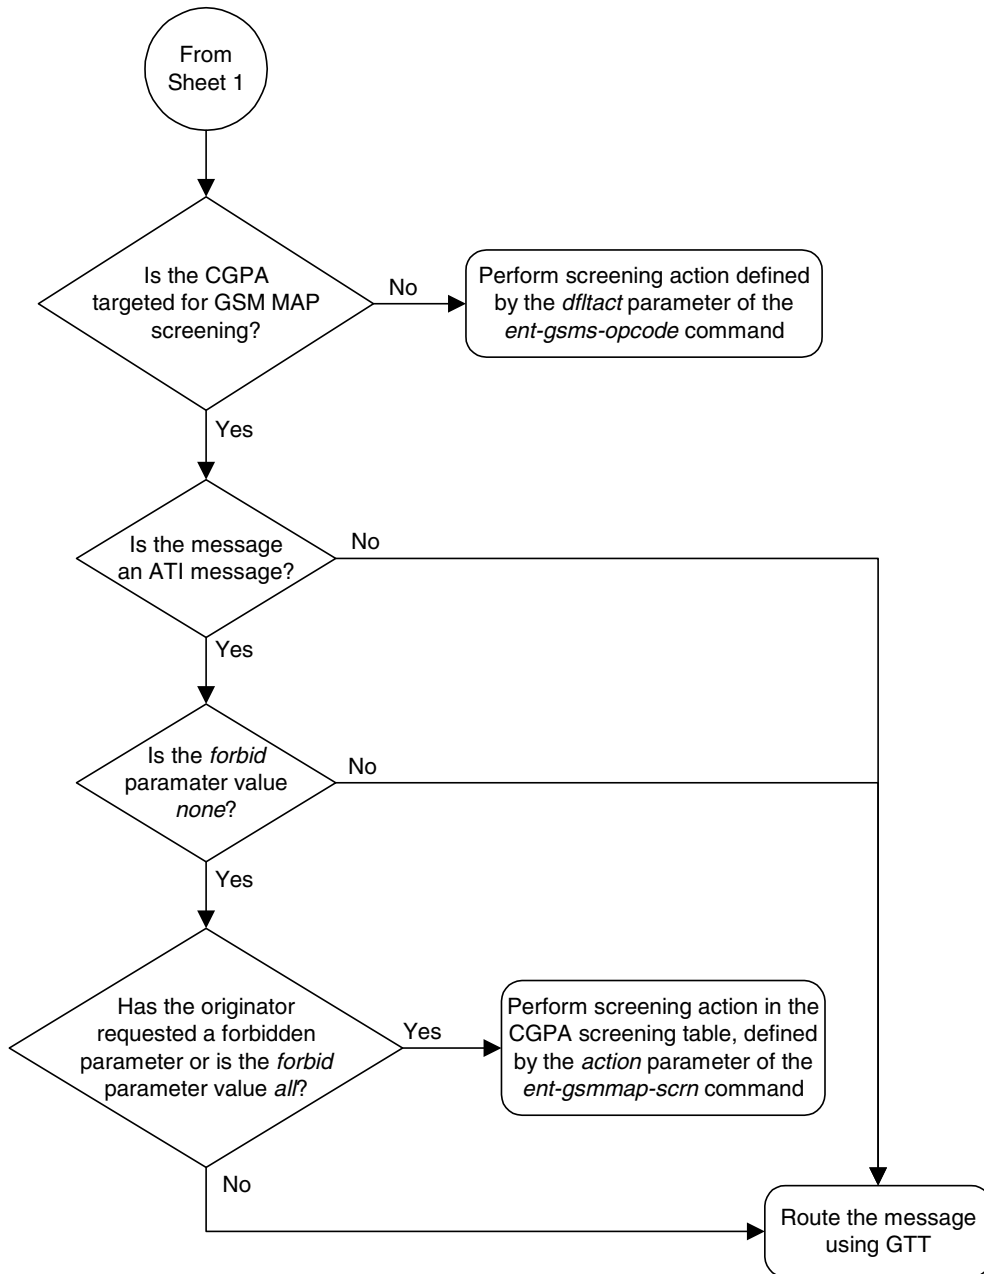 From
Sheet 1
Is the CGPA
targeted for GSM MAP
screening?
No
Perform screening action defined
by the dfltact parameter of the
ent-gsms-opcode command
Yes
Is the message
an ATI message?
No
Yes
Is the forbid
paramater value
none?
No
Yes
Has the originator
requested a forbidden
parameter or is the forbid
parameter value all?
Yes
Perform screening action in the
CGPA screening table, defined
by the action parameter of the
ent-gsmmap-scrn command
No
Route the message
using GTT